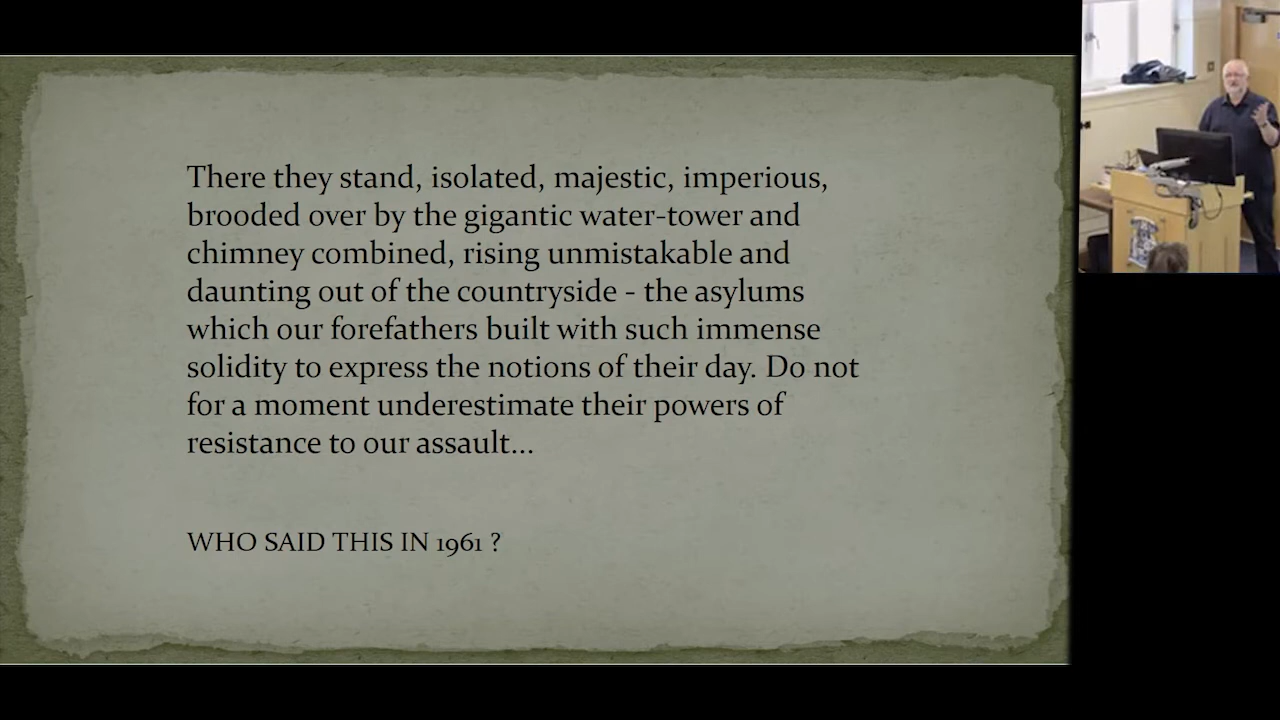 There they stand, isolated, majestic, imperious,
brooded over by the gigantic water-tower and
chimney combined, rising unmistakable and
daunting out of the countryside - the asylums
which our forefathers built with such immense
solidity to express the notions of their day. Do not
for a moment underestimate their powers of
resistance to our assault...
WHO SAID THIS IN 1961 ?